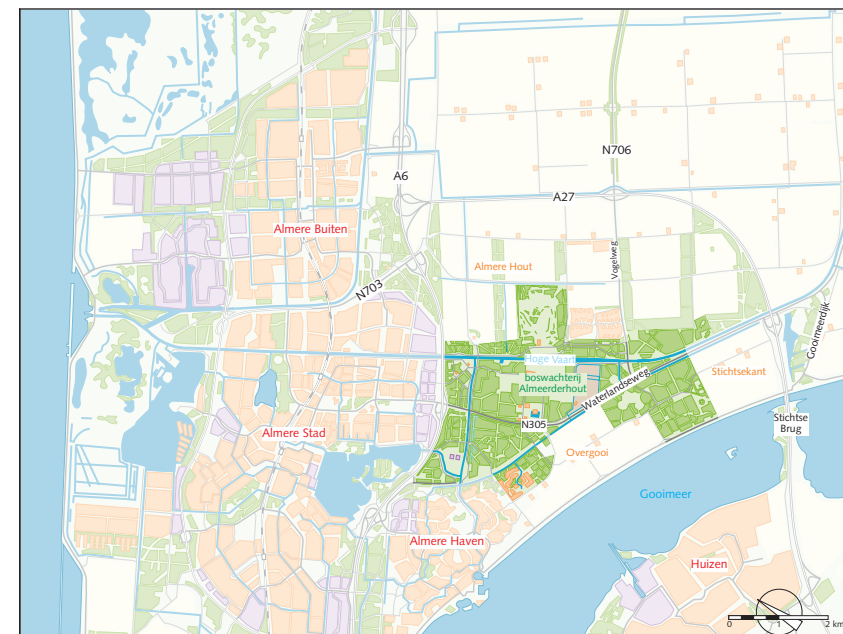 N706
A6
A27
Almere Buiten
Vogelweg
Almere Hout
N703
Gooimeerdijk
Hoge Vaart
boswachterij
Almeerderhout
Waterlandseweg
Stichtsekant
Stichtse
Brug
N305
Almere Stad
Overgooi
Gooimeer
Almere Haven
Huizen
0 1 2 km